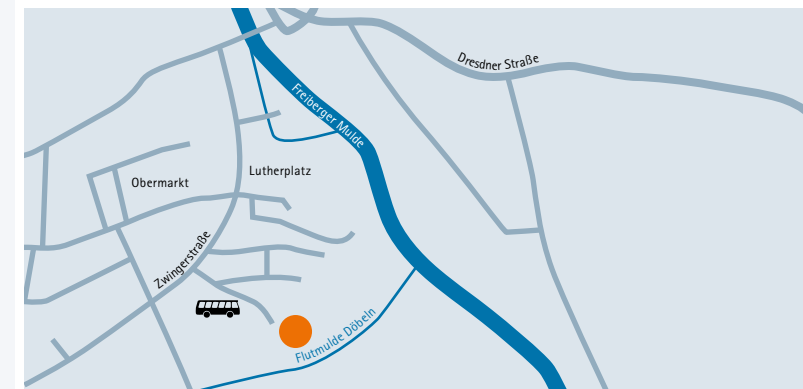 Dresdner Straße
Freiberger Mulde
Lutherplatz
Obermarkt
Zwingerstraße
Flutmulde Döbeln